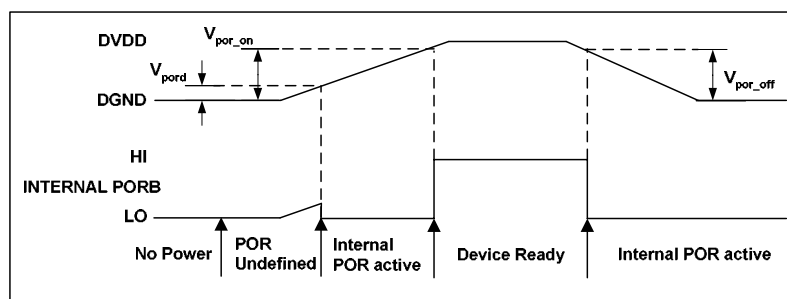 DVDD
V_por_on
V_pord
V_por_off
DGND
HI
INTERNAL PORB
LO
No Power
POR
Undefined
Internal
POR active
Device Ready
Internal POR active